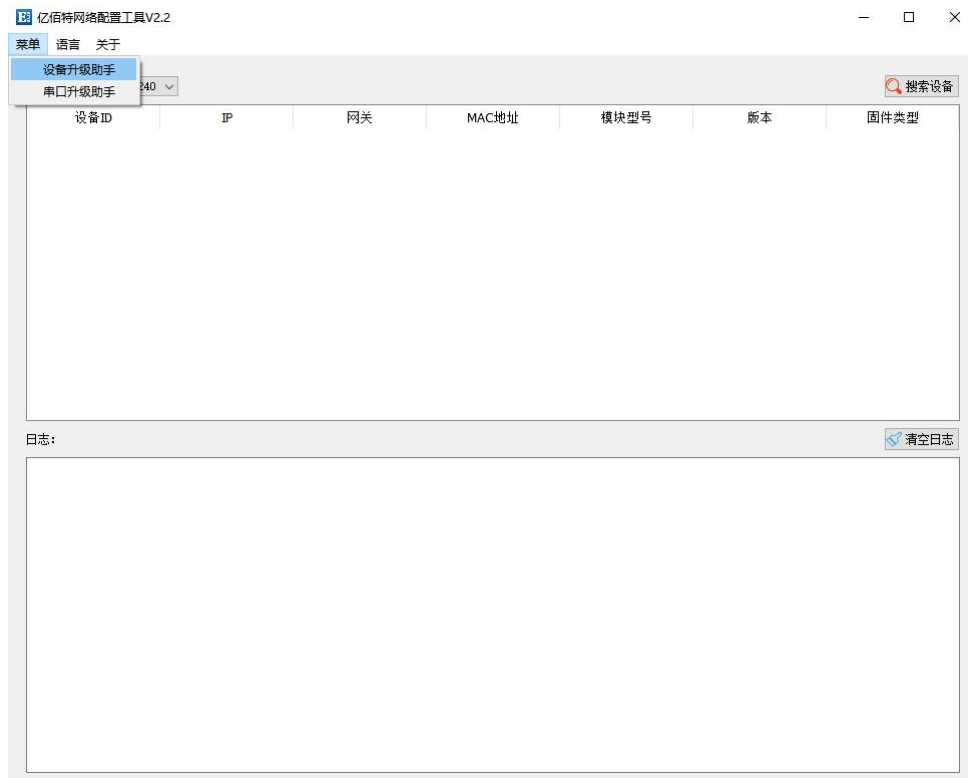 亿佰特网络配置工具V2.2
菜单 语言 关于
设备升级助手
串口升级助手
240
搜索设备
设备ID IP 网关 MAC地址 模块型号 版本 固件类型
日志：
清空日志